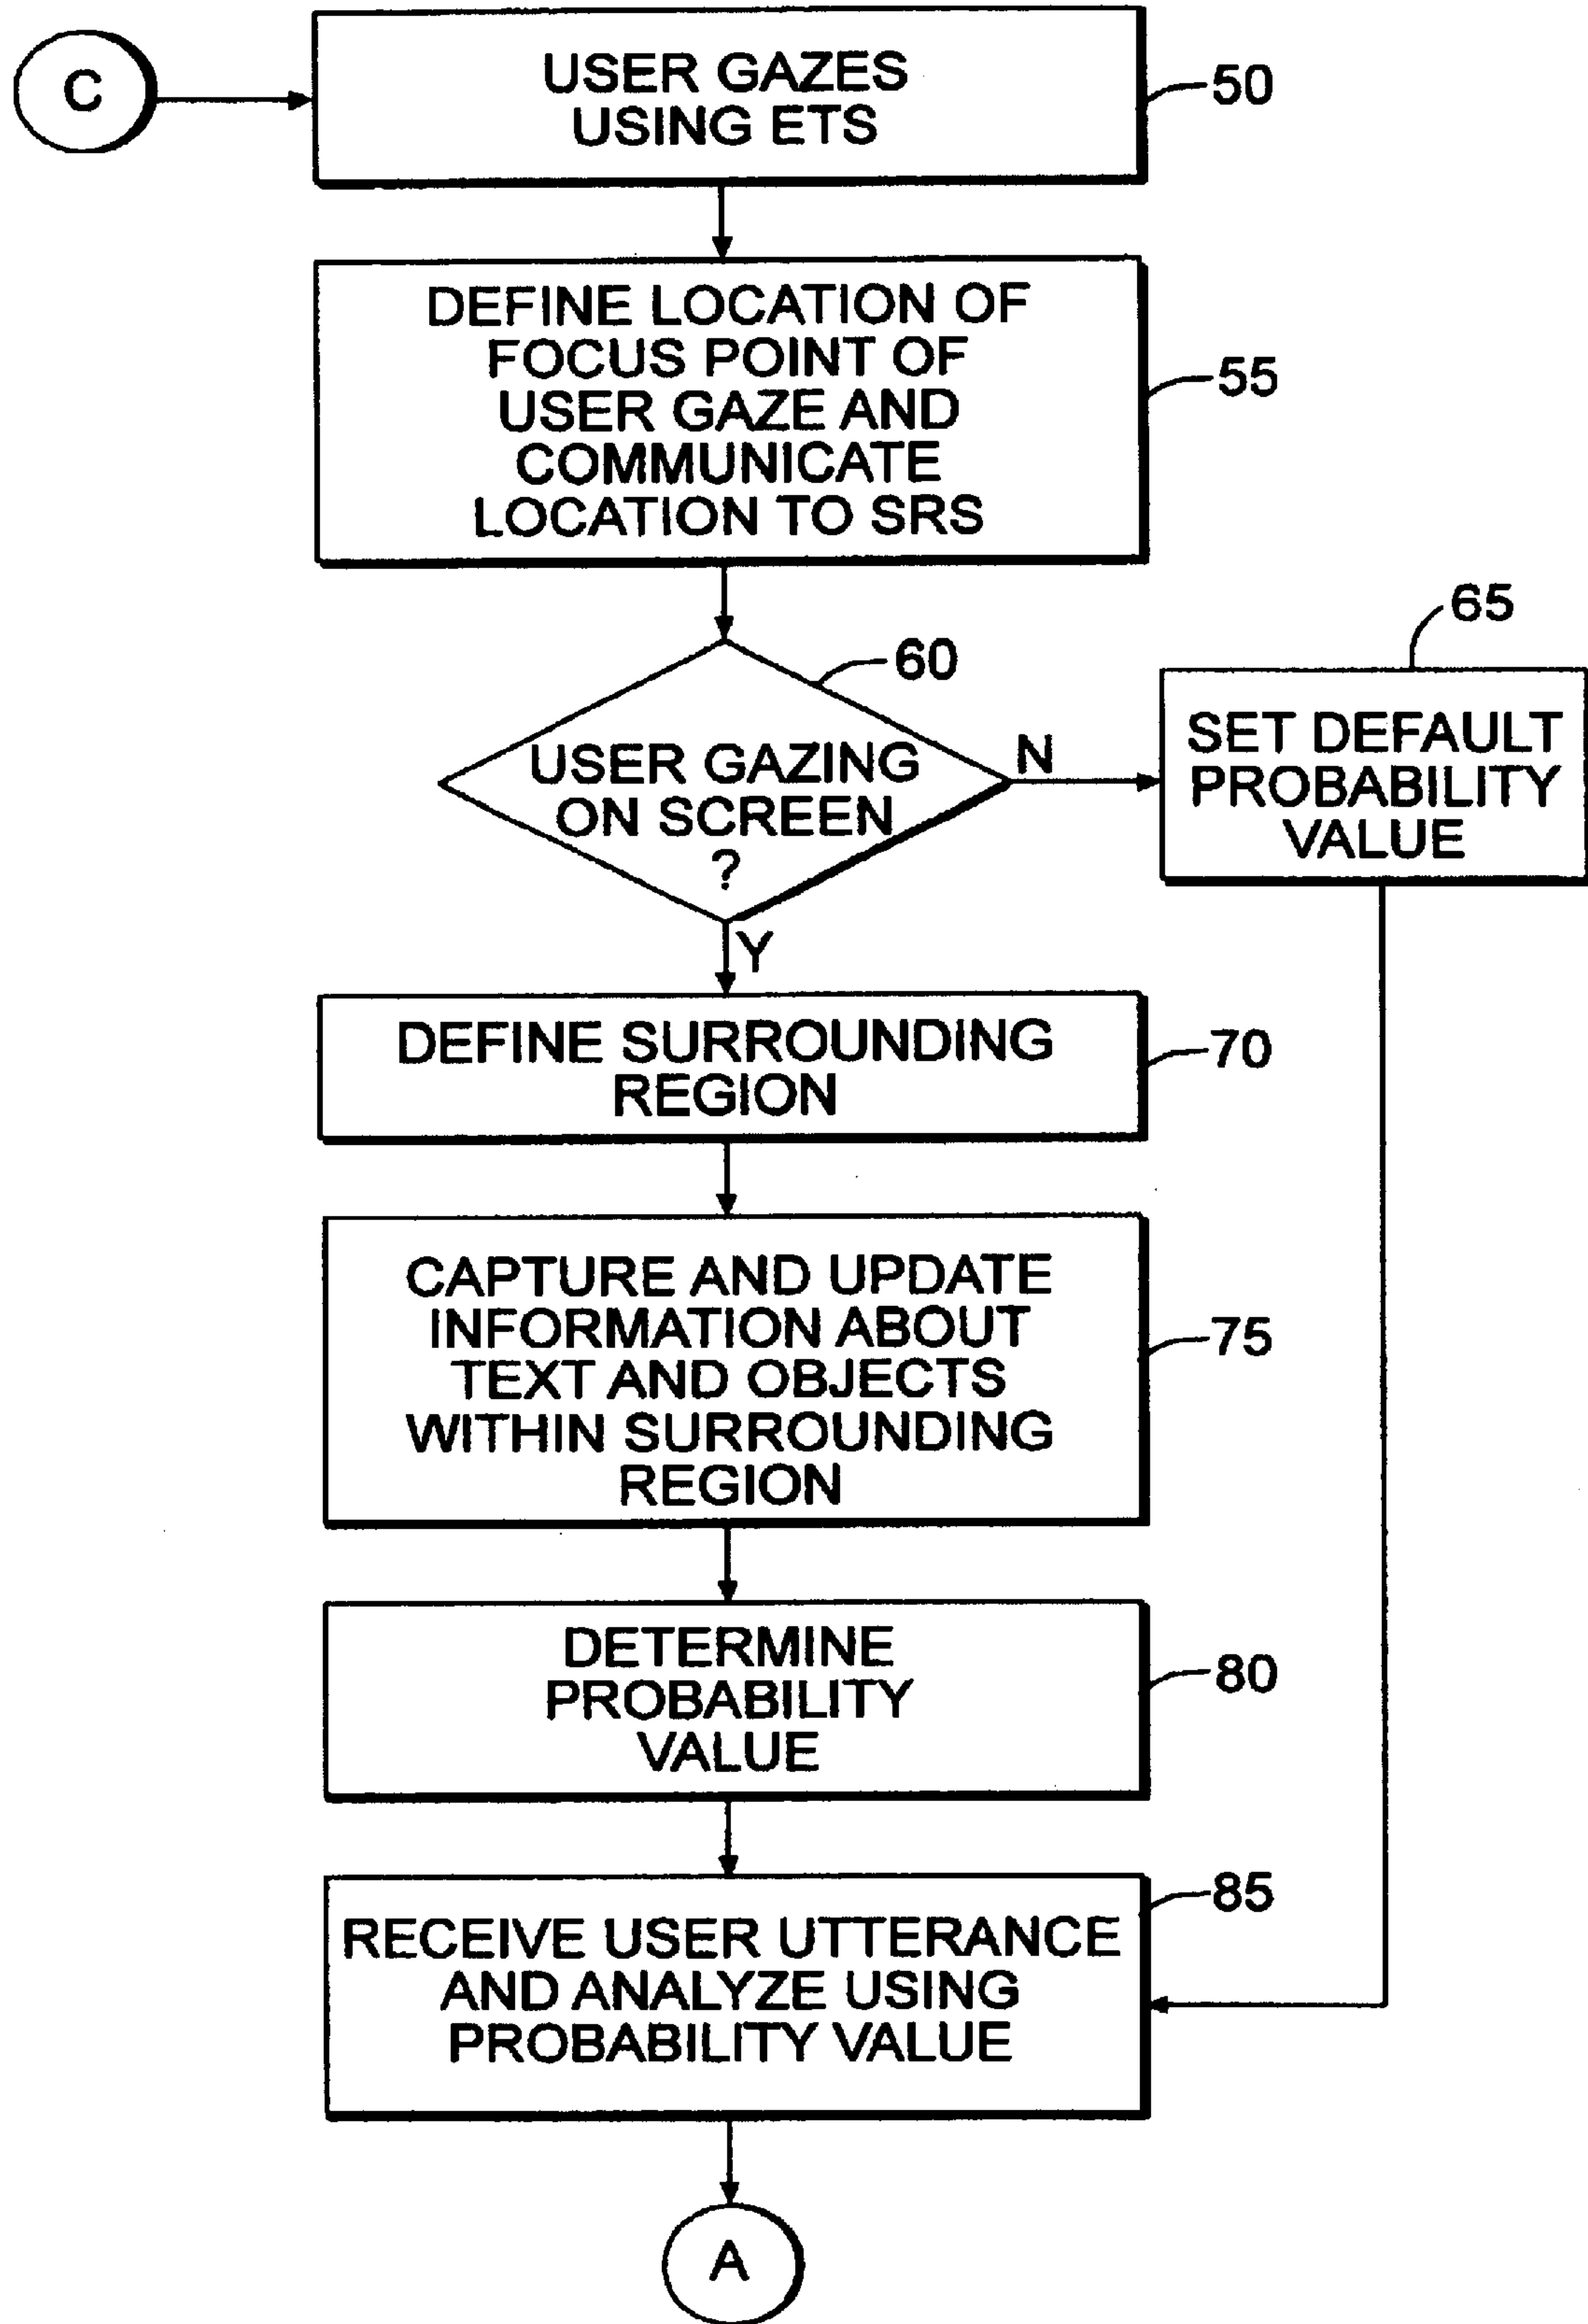 C
USER GAZES
USING ETS
50
DEFINE LOCATION OF
FOCUS POINT OF
USER GAZE AND
COMMUNICATE
LOCATION TO SRS
55
60
USER GAZING
ON SCREEN
?
N
Y
65
SET DEFAULT
PROBABILITY
VALUE
DEFINE SURROUNDING
REGION
70
CAPTURE AND UPDATE
INFORMATION ABOUT
TEXT AND OBJECTS
WITHIN SURROUNDING
REGION
75
DETERMINE
PROBABILITY
VALUE
80
RECEIVE USER UTTERANCE
AND ANALYZE USING
PROBABILITY VALUE
85
A